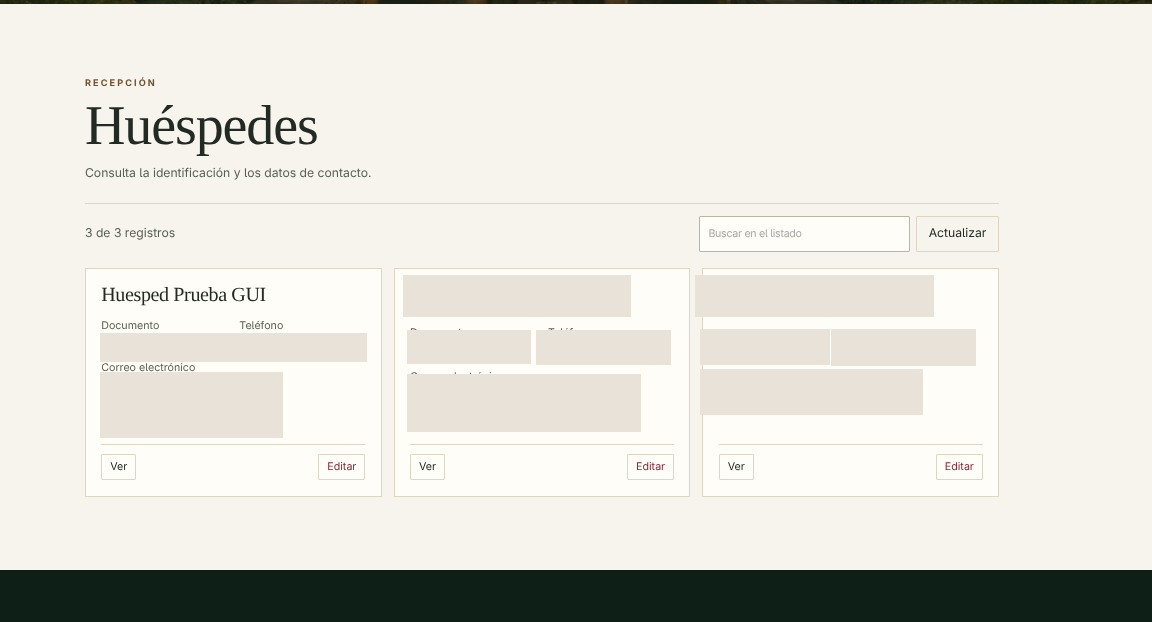 RECEPCIÓN
Huéspedes
Consulta la identificación y los datos de contacto.
3 de 3 registros
Buscar en el listado
Actualizar
Huesped Prueba GUI
Documento Teléfono
Correo electrónico
Ver Editar
Ver Editar
Ver Editar